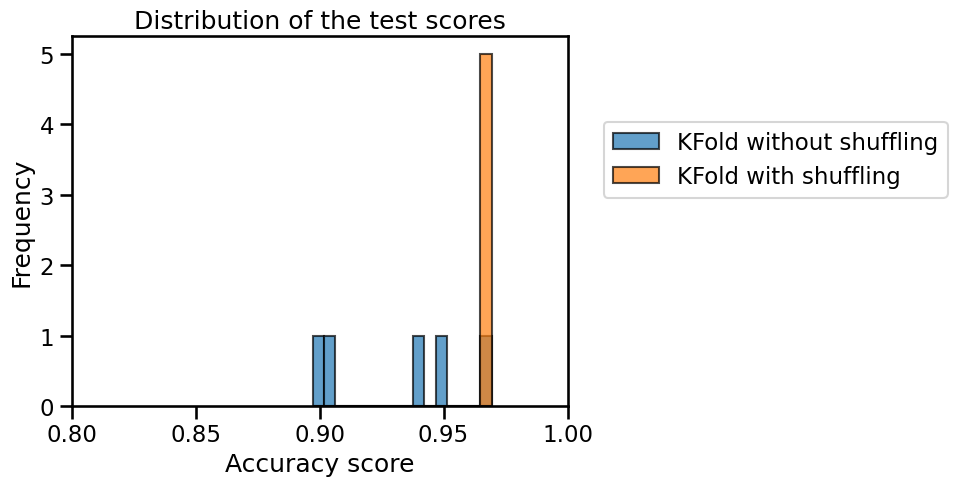 Distribution of the test scores
5
4
3
2
1
0
Frequency
0.80
0.85
0.90
0.95
1.00
Accuracy score
KFold without shuffling
KFold with shuffling